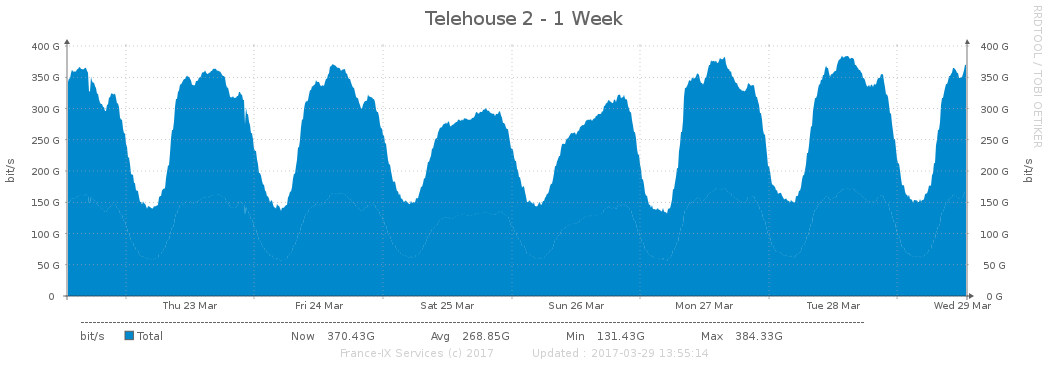 Telehouse 2 - 1 Week
RRDTOOL / TOBI OETIKER
400 G 400 G
350 G 350 G
300 G 300 G
250 G 250 G
200 G 200 G
150 G 150 G
100 G 100 G
50 G 50 G
0 0 G
bit/s
bit/s
Thu 23 Mar Fri 24 Mar Sat 25 Mar Sun 26 Mar Mon 27 Mar Tue 28 Mar Wed 29 Mar
bit/s Total Now 370.43G Avg 268.85G Min 131.43G Max 384.33G
France-IX Services (c) 2017 Updated : 2017-03-29 13:55:14